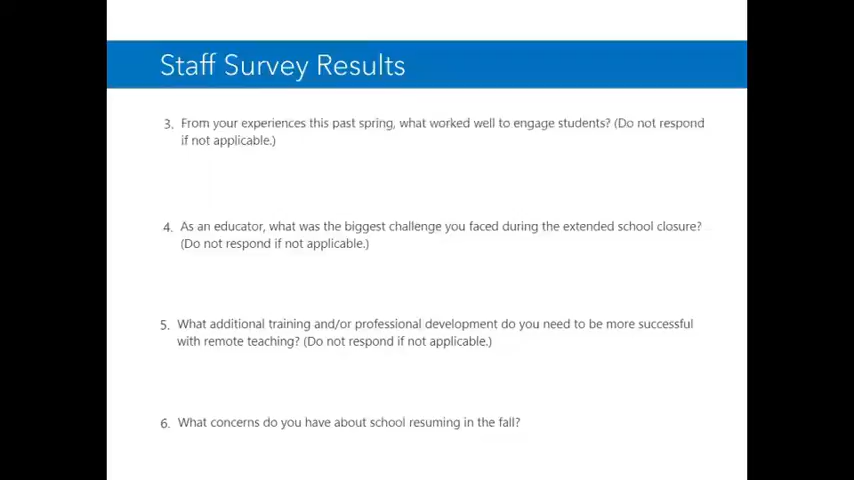 Staff Survey Results
3. From your experiences this past spring, what worked well to engage students? (Do not respond
if not applicable.)
4. As an educator, what was the biggest challenge you faced during the extended school closure?
(Do not respond if not applicable.)
5. What additional training and/or professional development do you need to be more successful
with remote teaching? (Do not respond if not applicable.)
6. What concerns do you have about school resuming in the fall?